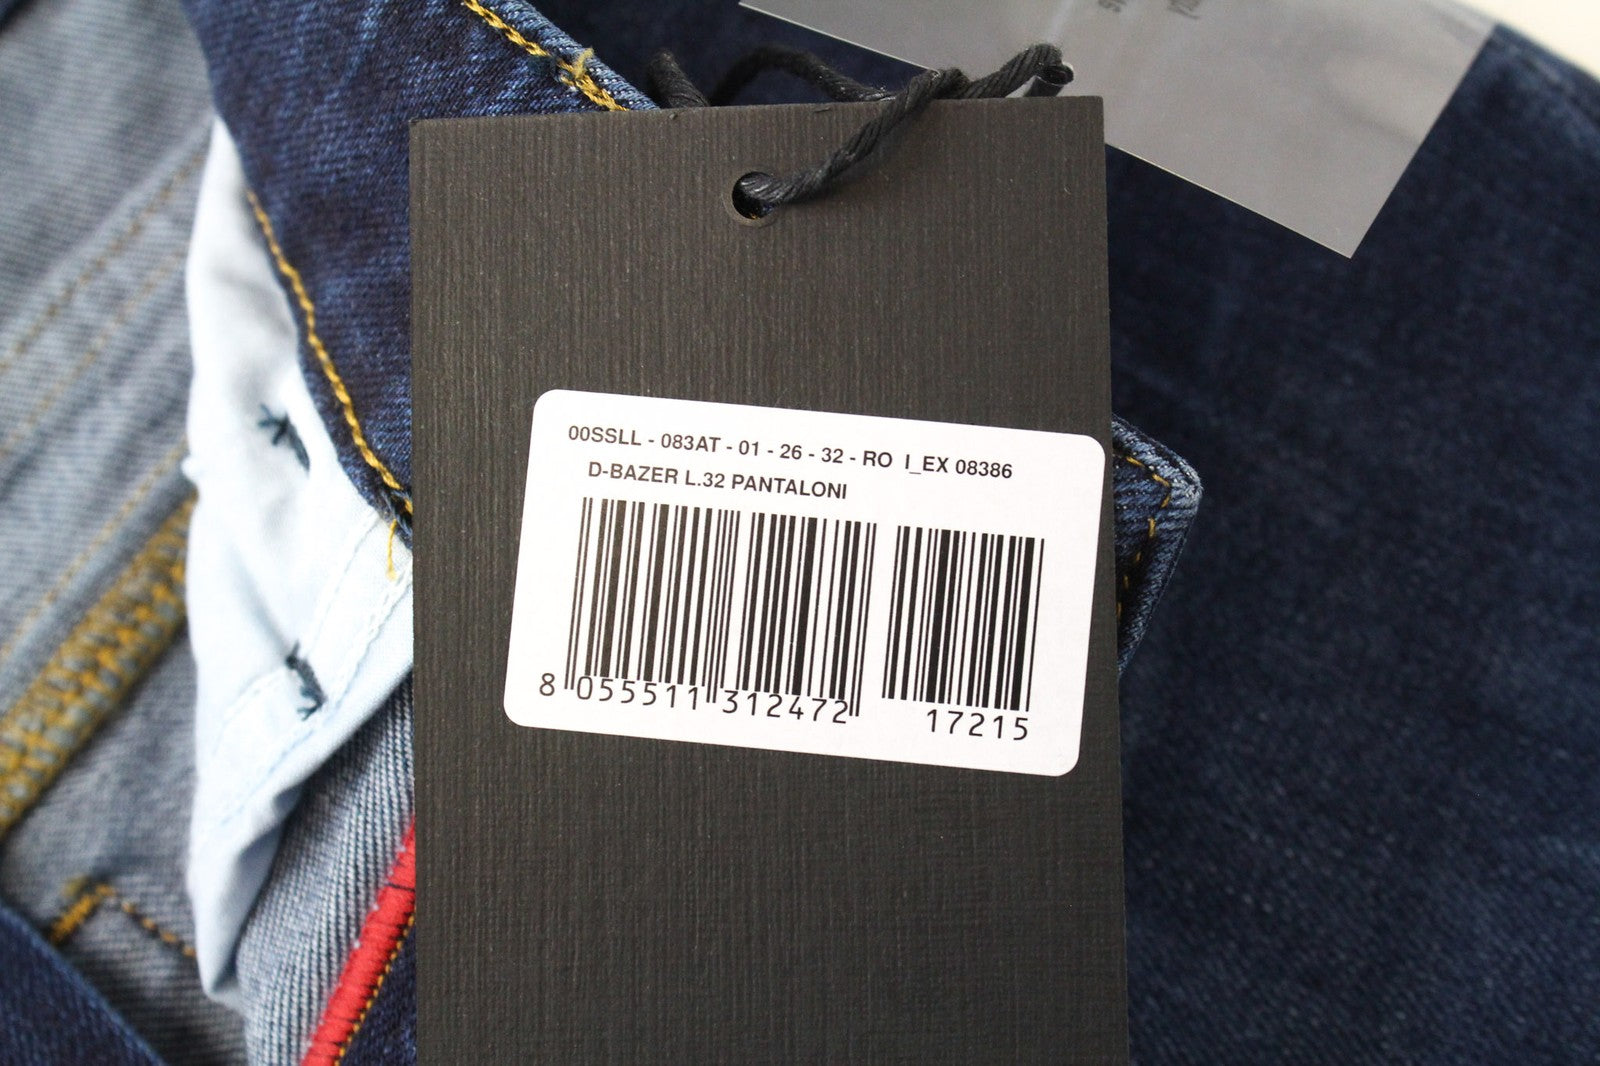 00SSLL - 083AT - 01 - 26 - 32 - RO I_EX 08386
D-BAZER L.32 PANTALONI
8 055511 312472 17215